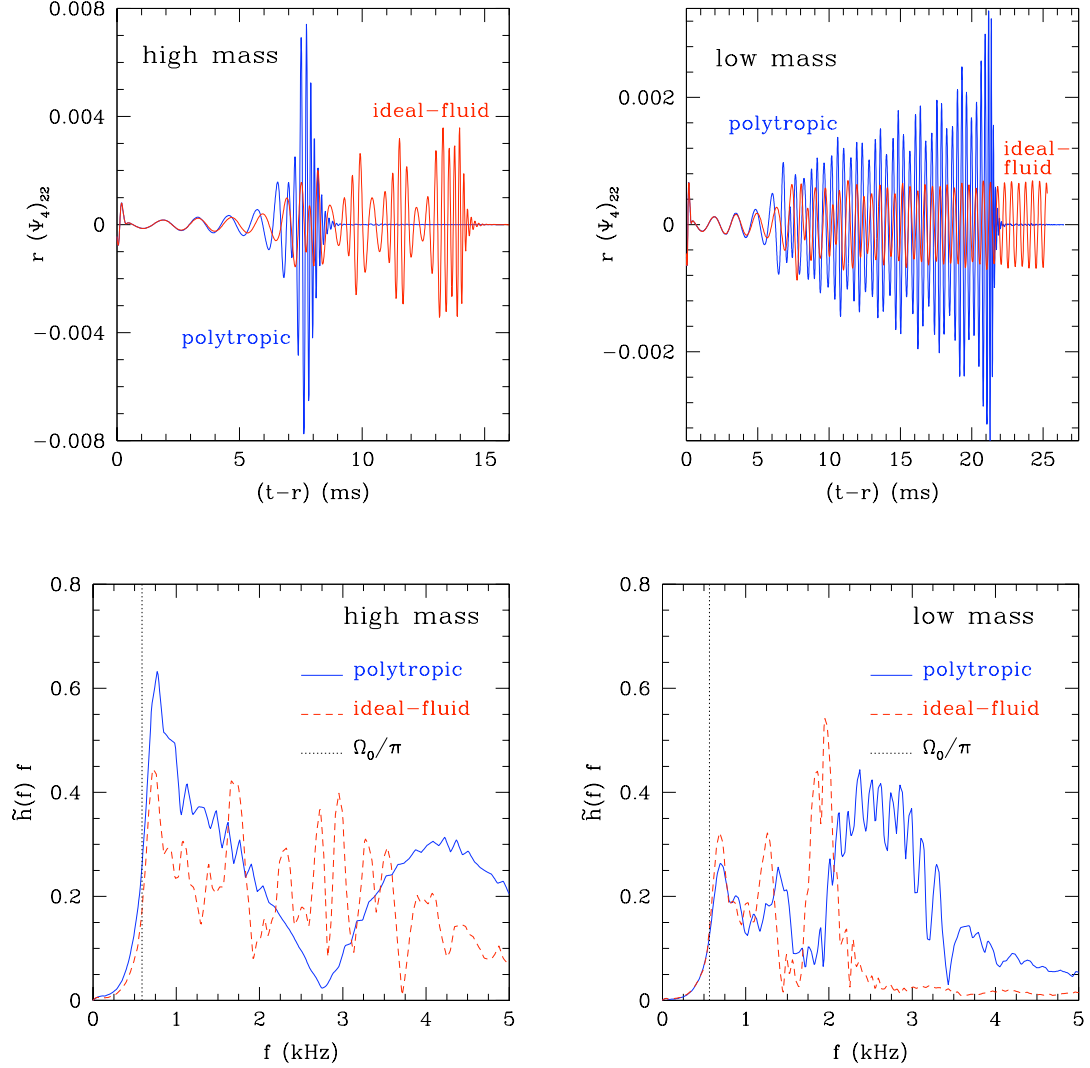 high mass
ideal-fluid
polytropic
0.008
0.004
0
-0.004
-0.008
r (Ψ₄)₂₂
0 5 10 15
(t-r) (ms)
low mass
polytropic
ideal-
fluid
0.002
0
-0.002
r (Ψ₄)₂₂
0 5 10 15 20 25
(t-r) (ms)
high mass
polytropic
ideal-fluid
Ω₀/π
0.8
0.6
0.4
0.2
0
h̃(f) f
0 1 2 3 4 5
f (kHz)
low mass
polytropic
ideal-fluid
Ω₀/π
0.8
0.6
0.4
0.2
0
h̃(f) f
0 1 2 3 4 5
f (kHz)